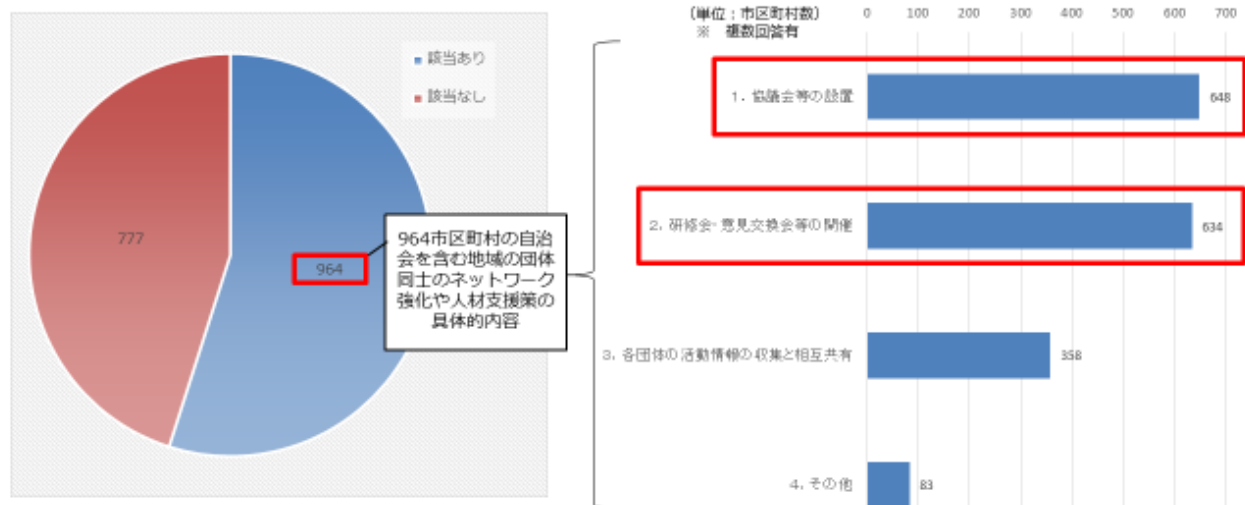 ■ 該当あり
■ 該当なし
777
964
964市区町村の自治
会を含む地域の団体
同士のネットワーク
強化や人材支援策の
具体的内容
(単位：市区町村数)
※ 複数回答有
0 100 200 300 400 500 600 700
1. 協議会等の設置
648
2. 研修会・意見交換会等の開催
634
3. 各団体の活動情報の収集と相互共有
358
4. その他
83